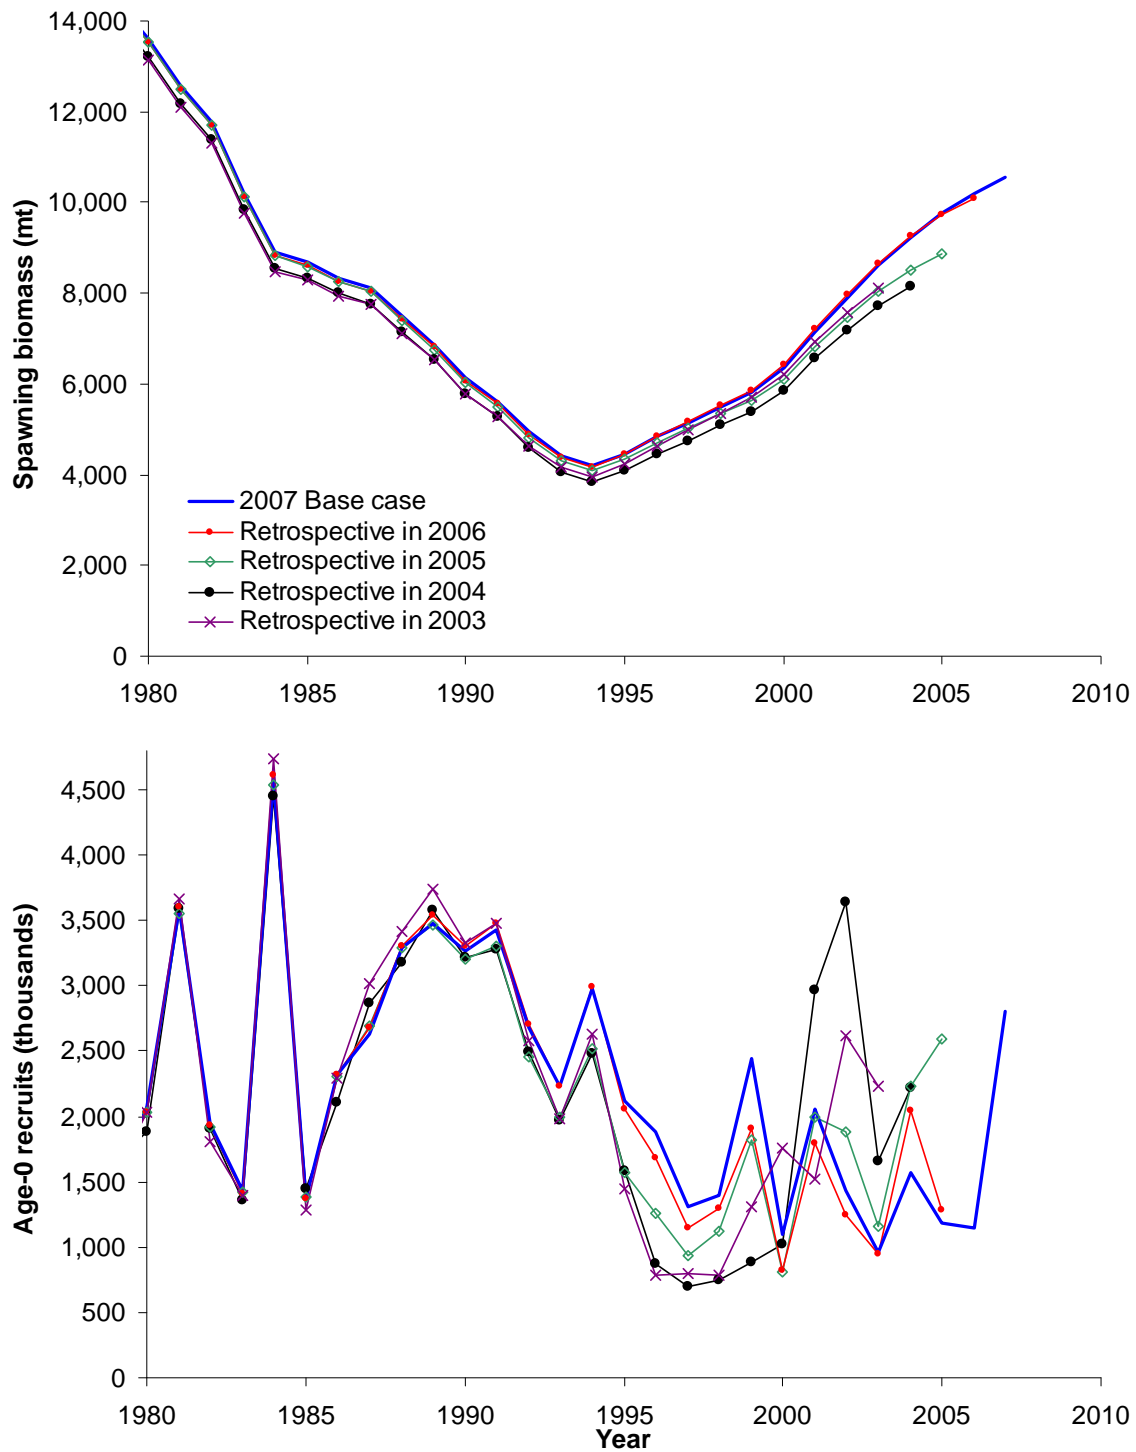 14,000
12,000
10,000
8,000
6,000
4,000
2,000
0
Spawning biomass (mt)
2007 Base case
Retrospective in 2006
Retrospective in 2005
Retrospective in 2004
Retrospective in 2003
1980 1985 1990 1995 2000 2005 2010
4,500
4,000
3,500
3,000
2,500
2,000
1,500
1,000
500
0
Age-0 recruits (thousands)
1980 1985 1990 1995 2000 2005 2010
Year